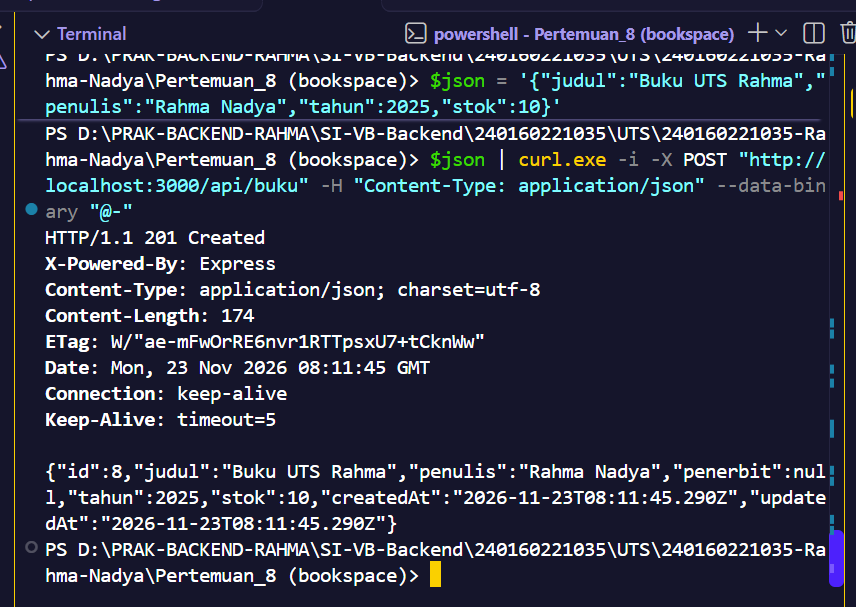 Terminal
powershell - Pertemuan_8 (bookspace)
PS D:\PRAK-BACKEND-RAHMA\SI-VB-Backend\240160221035\UTS\240160221035-Ra
hma-Nadya\Pertemuan_8 (bookspace)> $json = '{"judul":"Buku UTS Rahma","
penulis":"Rahma Nadya","tahun":2025,"stok":10}'
PS D:\PRAK-BACKEND-RAHMA\SI-VB-Backend\240160221035\UTS\240160221035-Ra
hma-Nadya\Pertemuan_8 (bookspace)> $json | curl.exe -i -X POST "http://
localhost:3000/api/buku" -H "Content-Type: application/json" --data-bin
ary "@-"
HTTP/1.1 201 Created
X-Powered-By: Express
Content-Type: application/json; charset=utf-8
Content-Length: 174
ETag: W/"ae-mFwOrRE6nvr1RTTpsxU7+tCknWw"
Date: Mon, 23 Nov 2026 08:11:45 GMT
Connection: keep-alive
Keep-Alive: timeout=5
{"id":8,"judul":"Buku UTS Rahma","penulis":"Rahma Nadya","penerbit":nul
l,"tahun":2025,"stok":10,"createdAt":"2026-11-23T08:11:45.290Z","update
dAt":"2026-11-23T08:11:45.290Z"}
PS D:\PRAK-BACKEND-RAHMA\SI-VB-Backend\240160221035\UTS\240160221035-Ra
hma-Nadya\Pertemuan_8 (bookspace)>